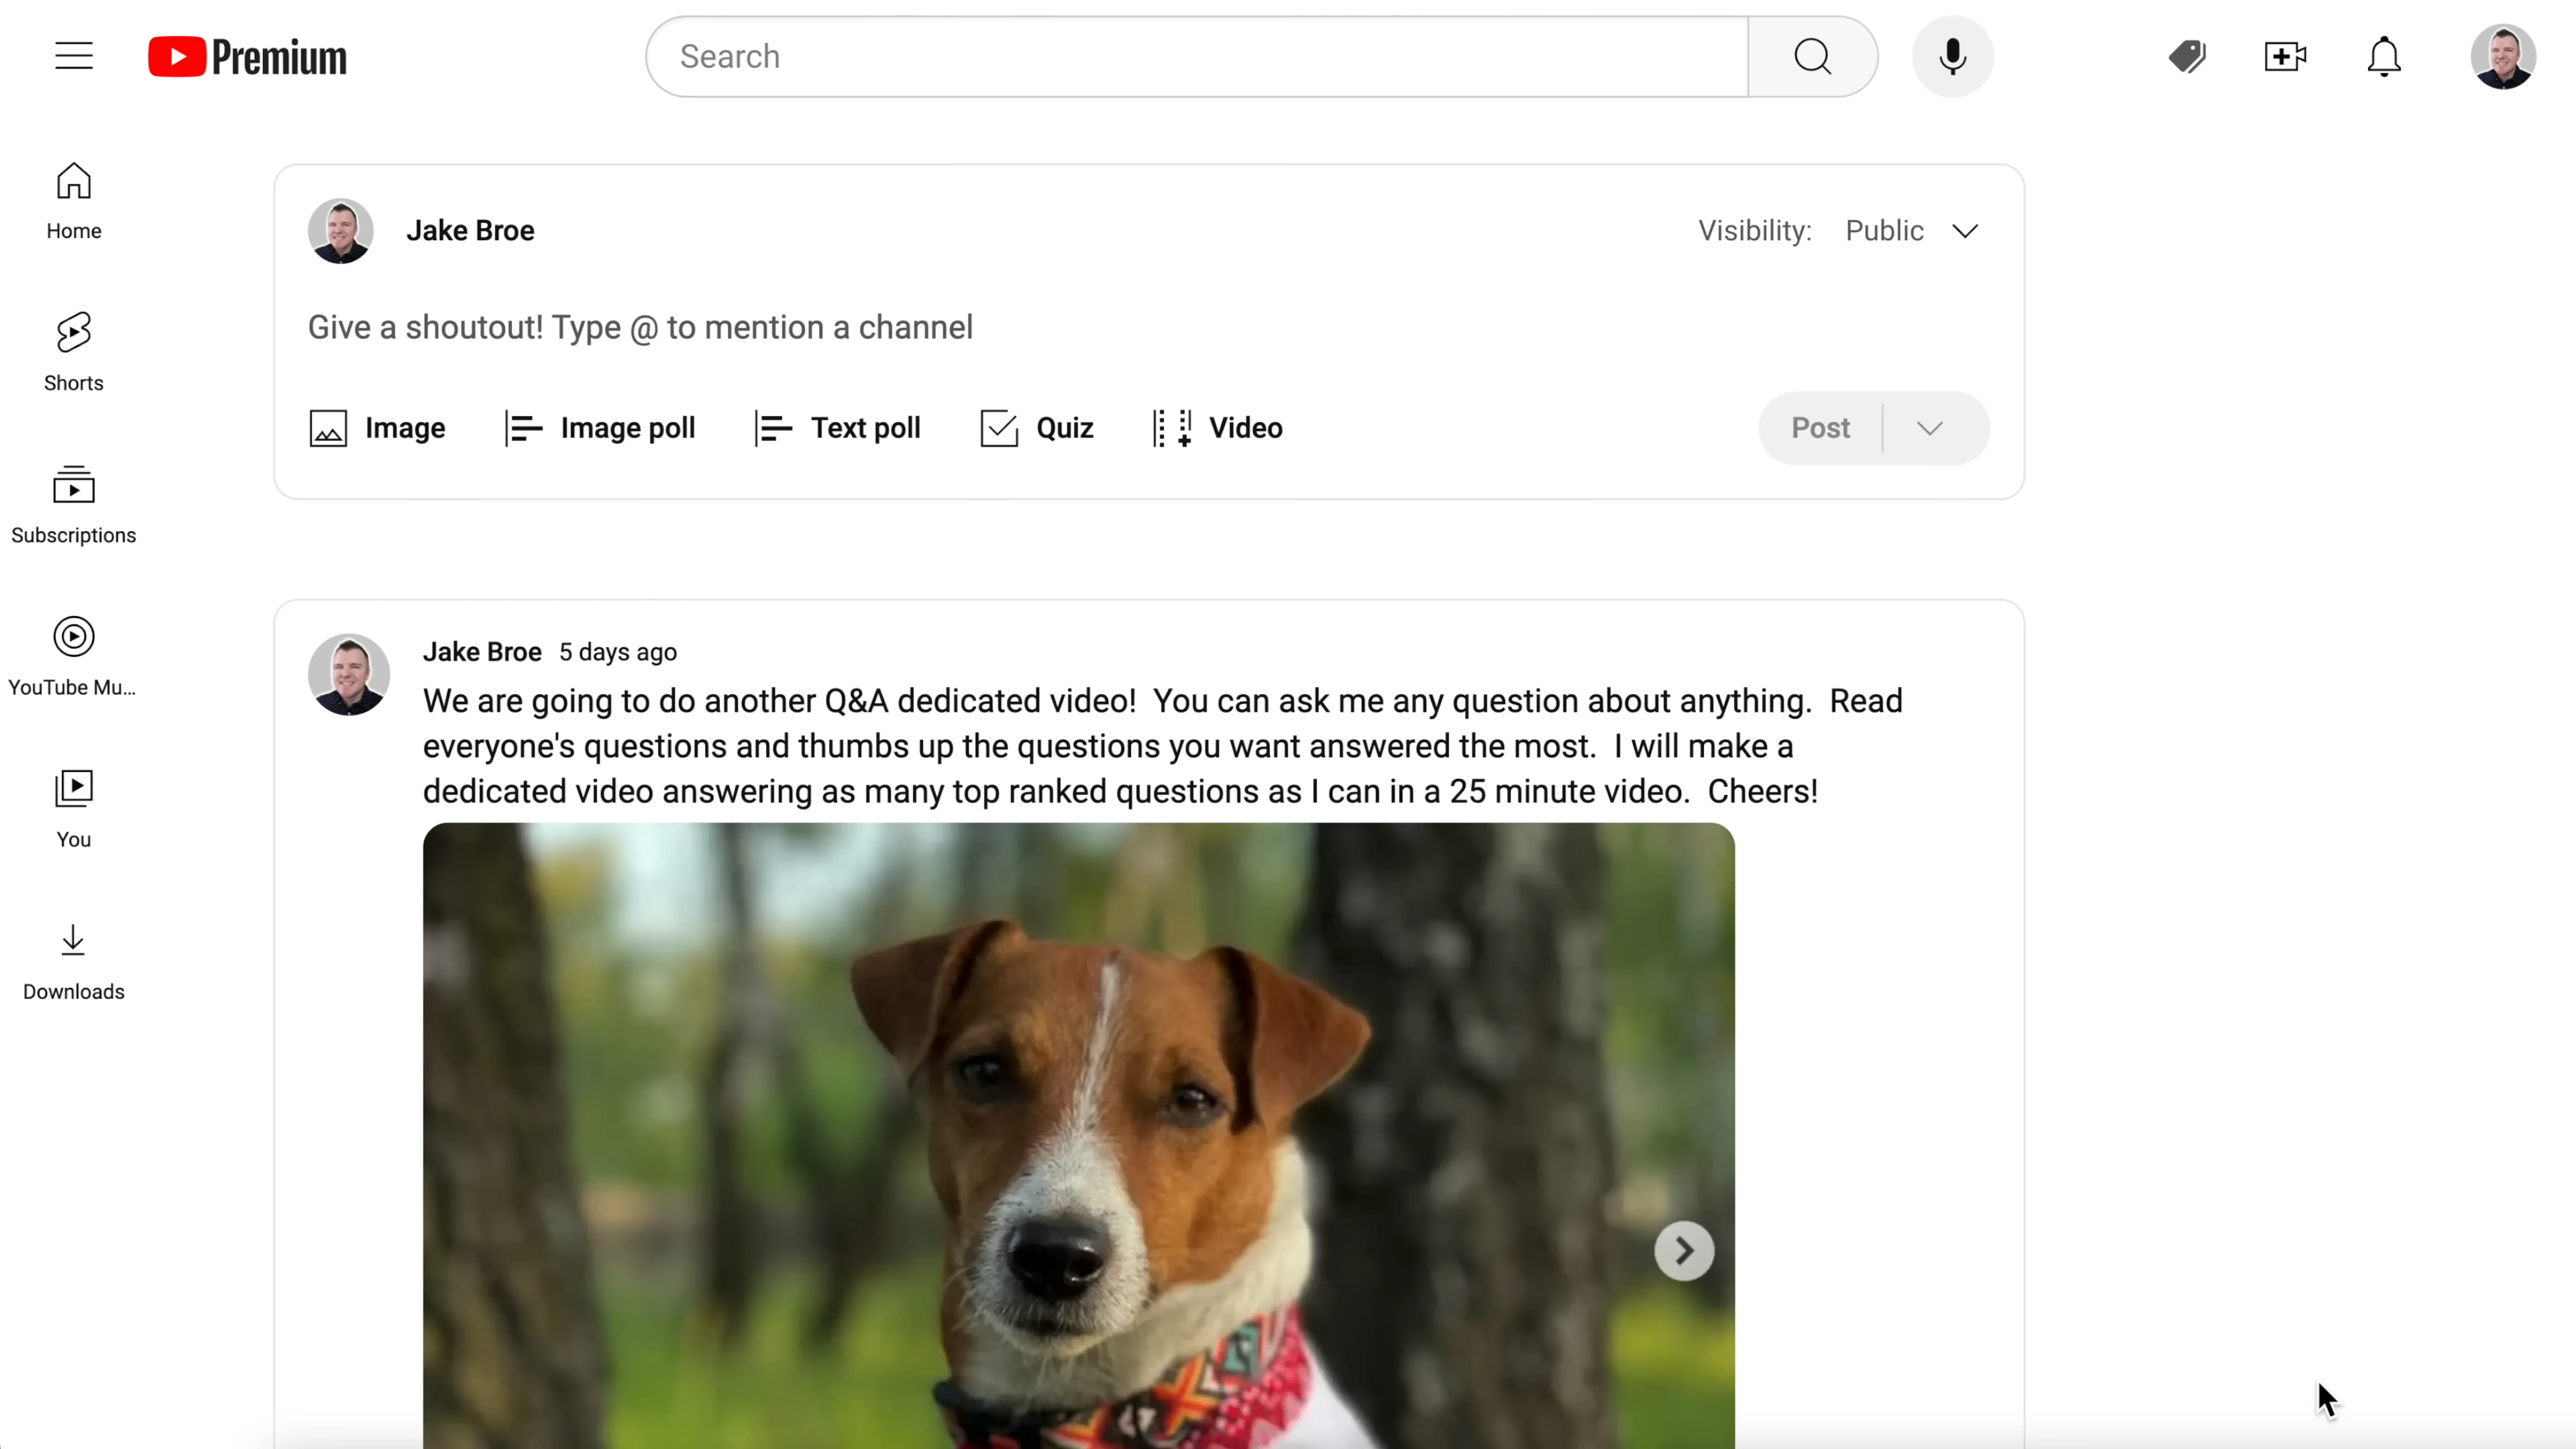 Premium
Search
Home
Shorts
Subscriptions
YouTube Mu...
You
Downloads
Jake Broe
Visibility: Public
Give a shoutout! Type @ to mention a channel
Image Image poll Text poll Quiz Video Post
Jake Broe 5 days ago
We are going to do another Q&A dedicated video!  You can ask me any question about anything.  Read
everyone's questions and thumbs up the questions you want answered the most.  I will make a
dedicated video answering as many top ranked questions as I can in a 25 minute video.  Cheers!